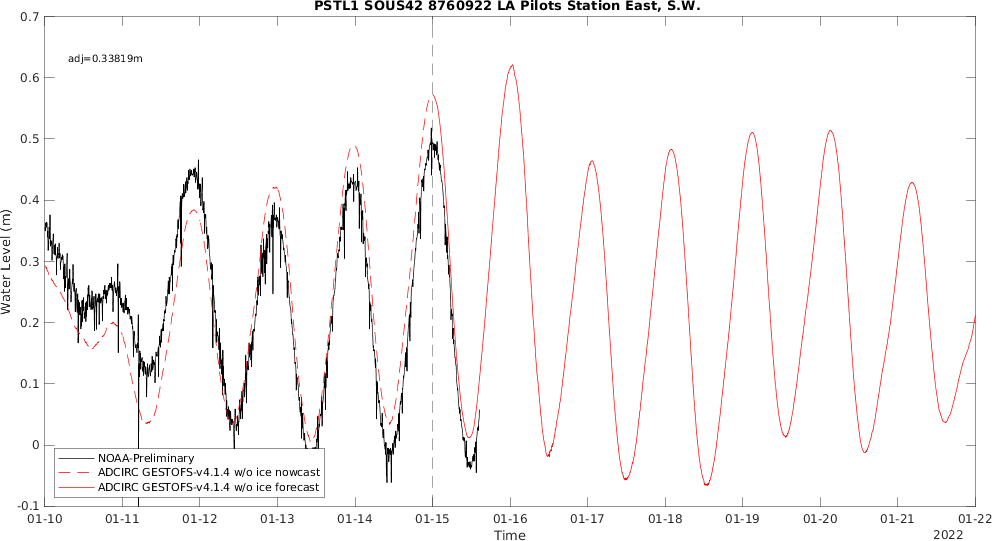 PSTL1 SOUS42 8760922 LA Pilots Station East, S.W.
adj=0.33819m
Water Level (m)
0.7
0.6
0.5
0.4
0.3
0.2
0.1
0
-0.1
NOAA-Preliminary
ADCIRC GESTOFS-v4.1.4 w/o ice nowcast
ADCIRC GESTOFS-v4.1.4 w/o ice forecast
01-10 01-11 01-12 01-13 01-14 01-15 01-16 01-17 01-18 01-19 01-20 01-21 01-22
Time
2022